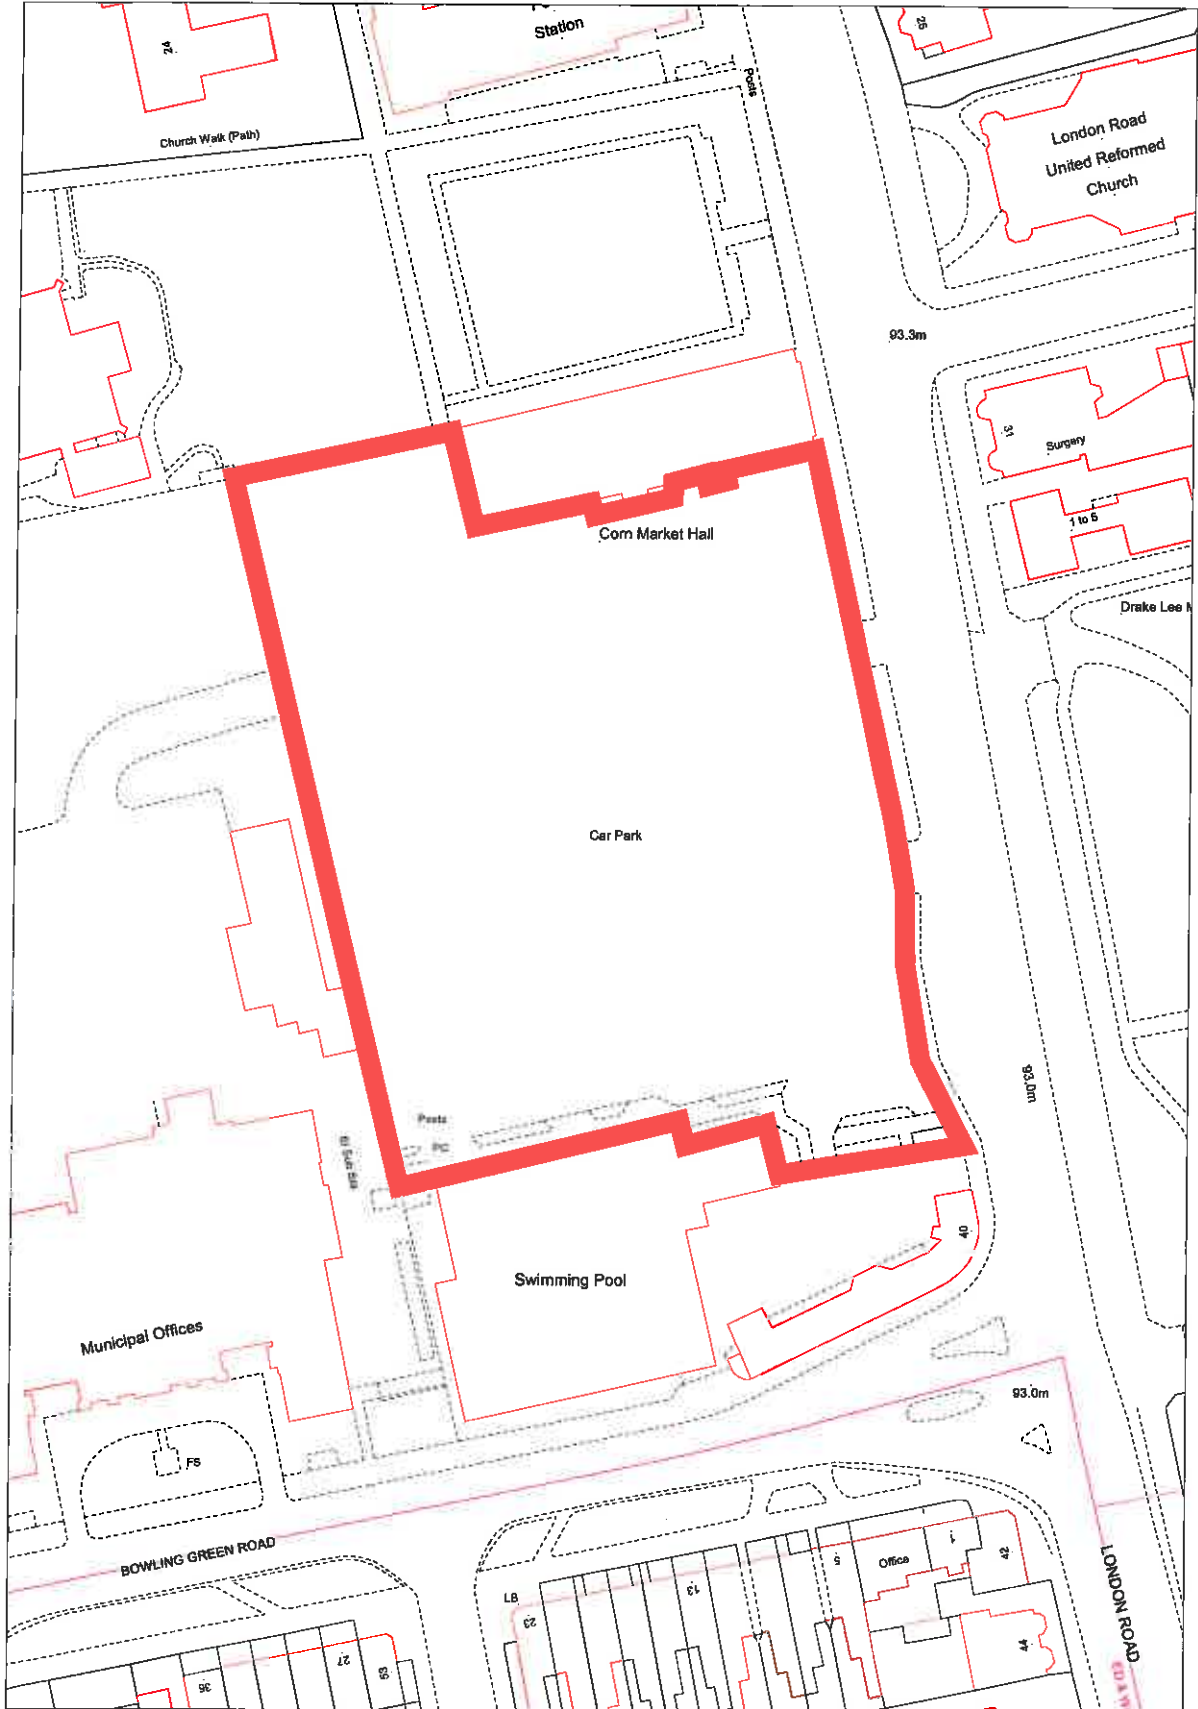 Station
24
26
Posts
Church Walk (Path)
London Road
United Reformed
Church
93.3m
31
Surgery
1 to 6
Corn Market Hall
Drake Lee
Car Park
93.0m
Posts
PC
El Sub Sta
40
Swimming Pool
Municipal Offices
93.0m
FS
BOWLING GREEN ROAD
LB
23
13
5
Office
1
42
LONDON ROAD
44
27
53
36